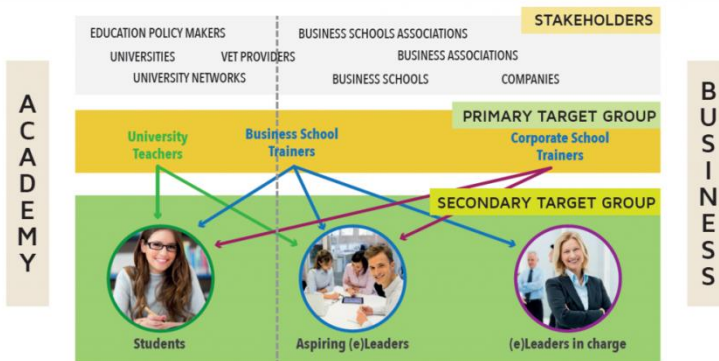 STAKEHOLDERS
EDUCATION POLICY MAKERS
BUSINESS SCHOOLS ASSOCIATIONS
UNIVERSITIES
VET PROVIDERS
BUSINESS ASSOCIATIONS
UNIVERSITY NETWORKS
BUSINESS SCHOOLS
COMPANIES
ACADEMY
BUSINESS
PRIMARY TARGET GROUP
University
Teachers
Business School
Trainers
Corporate School
Trainers
SECONDARY TARGET GROUP
Students
Aspiring (e)Leaders
(e)Leaders in charge